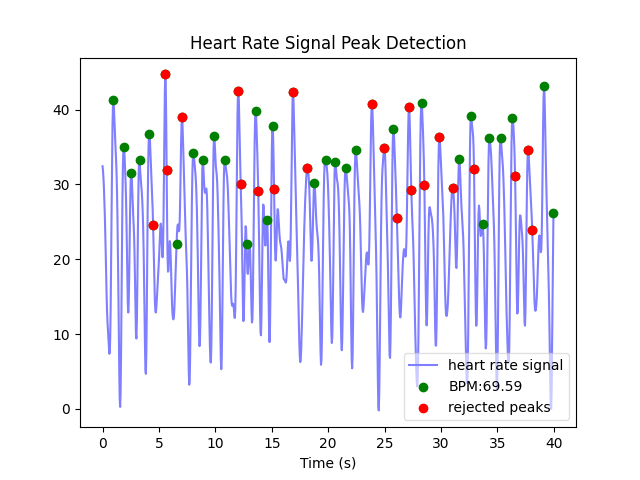 Heart Rate Signal Peak Detection
40
30
20
10
0
heart rate signal
BPM:69.59
rejected peaks
0 5 10 15 20 25 30 35 40
Time (s)